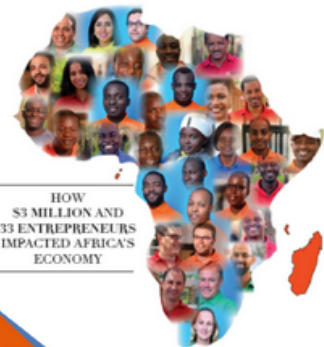 HOW
$3 MILLION AND
33 ENTREPRENEURS
IMPACTED AFRICA'S
ECONOMY